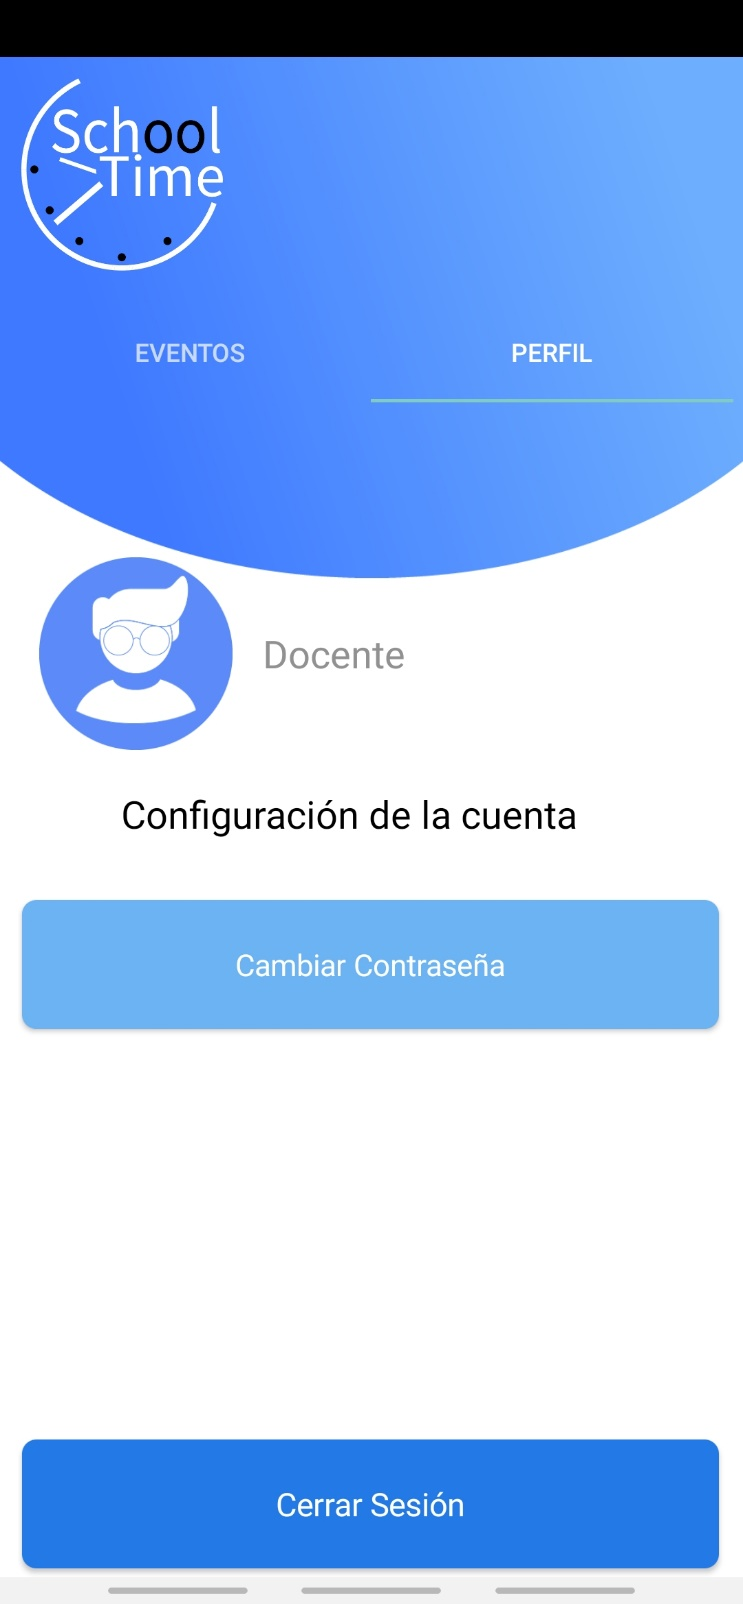 School
Time
EVENTOS
PERFIL
Docente
Configuración de la cuenta
Cambiar Contraseña
Cerrar Sesión